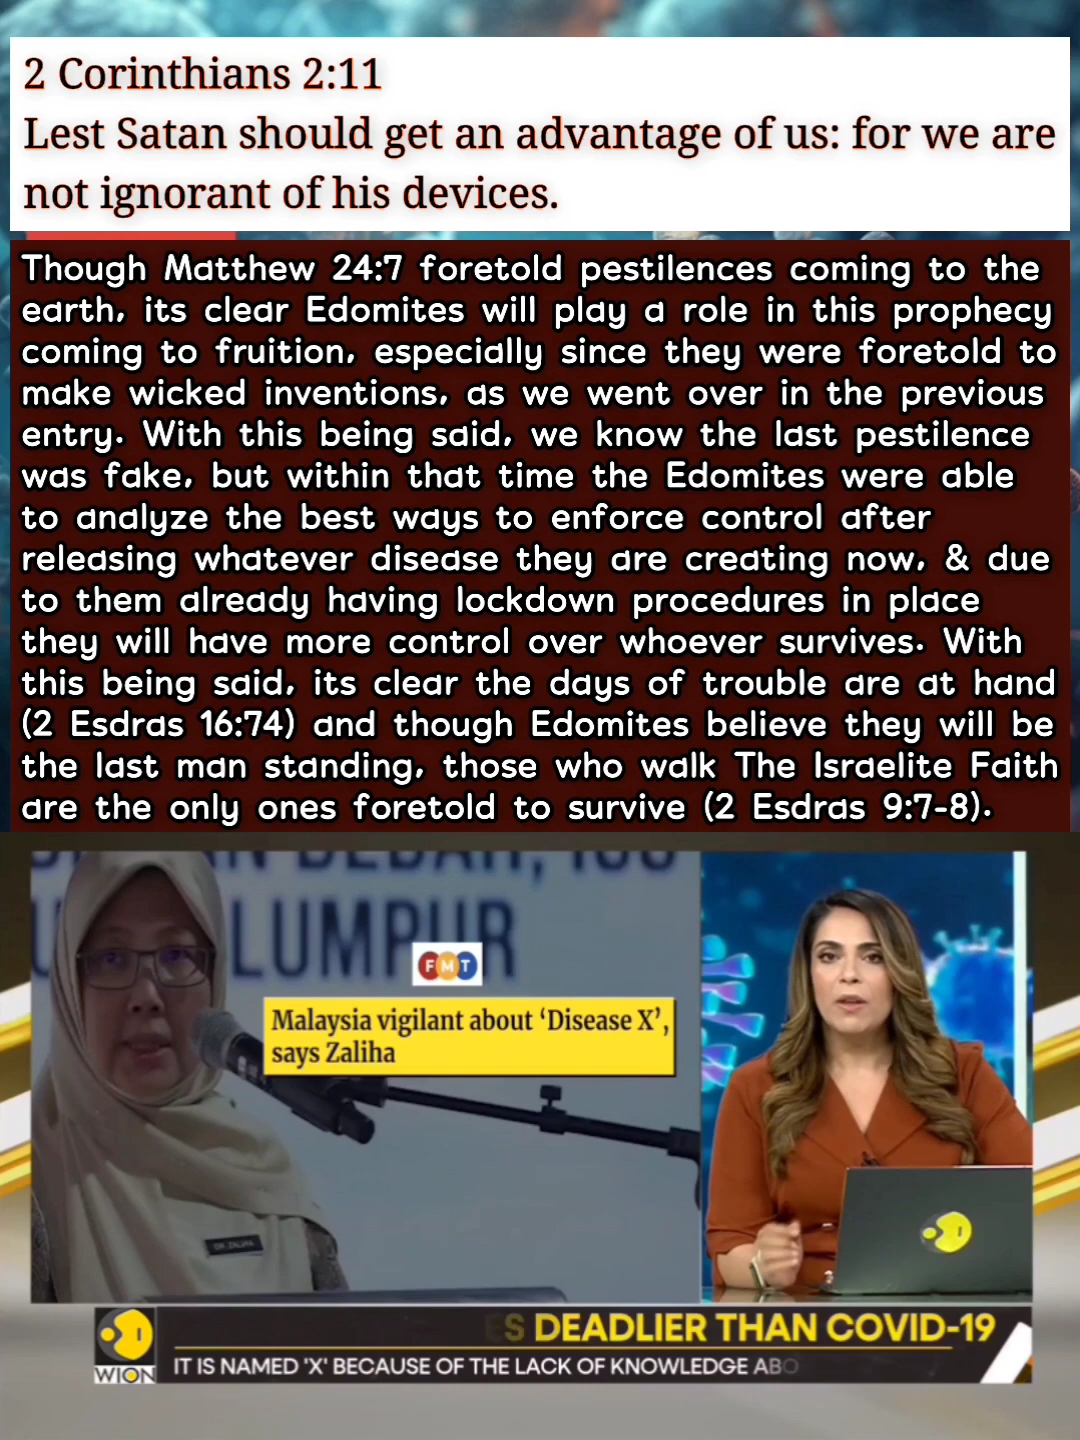 2 Corinthians 2:11
Lest Satan should get an advantage of us: for we are
not ignorant of his devices.
Though Matthew 24:7 foretold pestilences coming to the
earth, its clear Edomites will play a role in this prophecy
coming to fruition, especially since they were foretold to
make wicked inventions, as we went over in the previous
entry. With this being said, we know the last pestilence
was fake, but within that time the Edomites were able
to analyze the best ways to enforce control after
releasing whatever disease they are creating now, & due
to them already having lockdown procedures in place
they will have more control over whoever survives. With
this being said, its clear the days of trouble are at hand
(2 Esdras 16:74) and though Edomites believe they will be
the last man standing, those who walk The Israelite Faith
are the only ones foretold to survive (2 Esdras 9:7-8).
LUMPUR
FMT
Malaysia vigilant about ‘Disease X’,
says Zaliha
DR. ZALIHA
S DEADLIER THAN COVID-19
IT IS NAMED 'X' BECAUSE OF THE LACK OF KNOWLEDGE ABO
WION